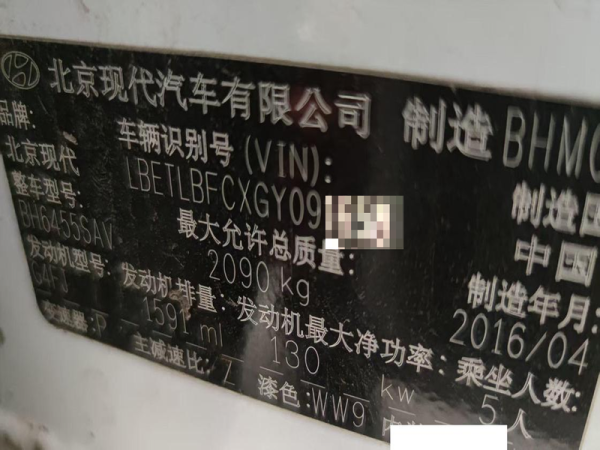 北京现代汽车有限公司 制造 BHMC
品牌: 车辆识别号(VIN): 制造国
北京现代 LBETLBFCXGY09 中国
整车型号: 最大允许总质量: 制造年月:
BH6455SAV 2090 kg 2016/04
发动机型号: 发动机排量: 发动机最大净功率: 乘坐人数:
G4FJ 1591 ml 130 kw 5人
变速器: P 主减速比: Z 漆色: WW9